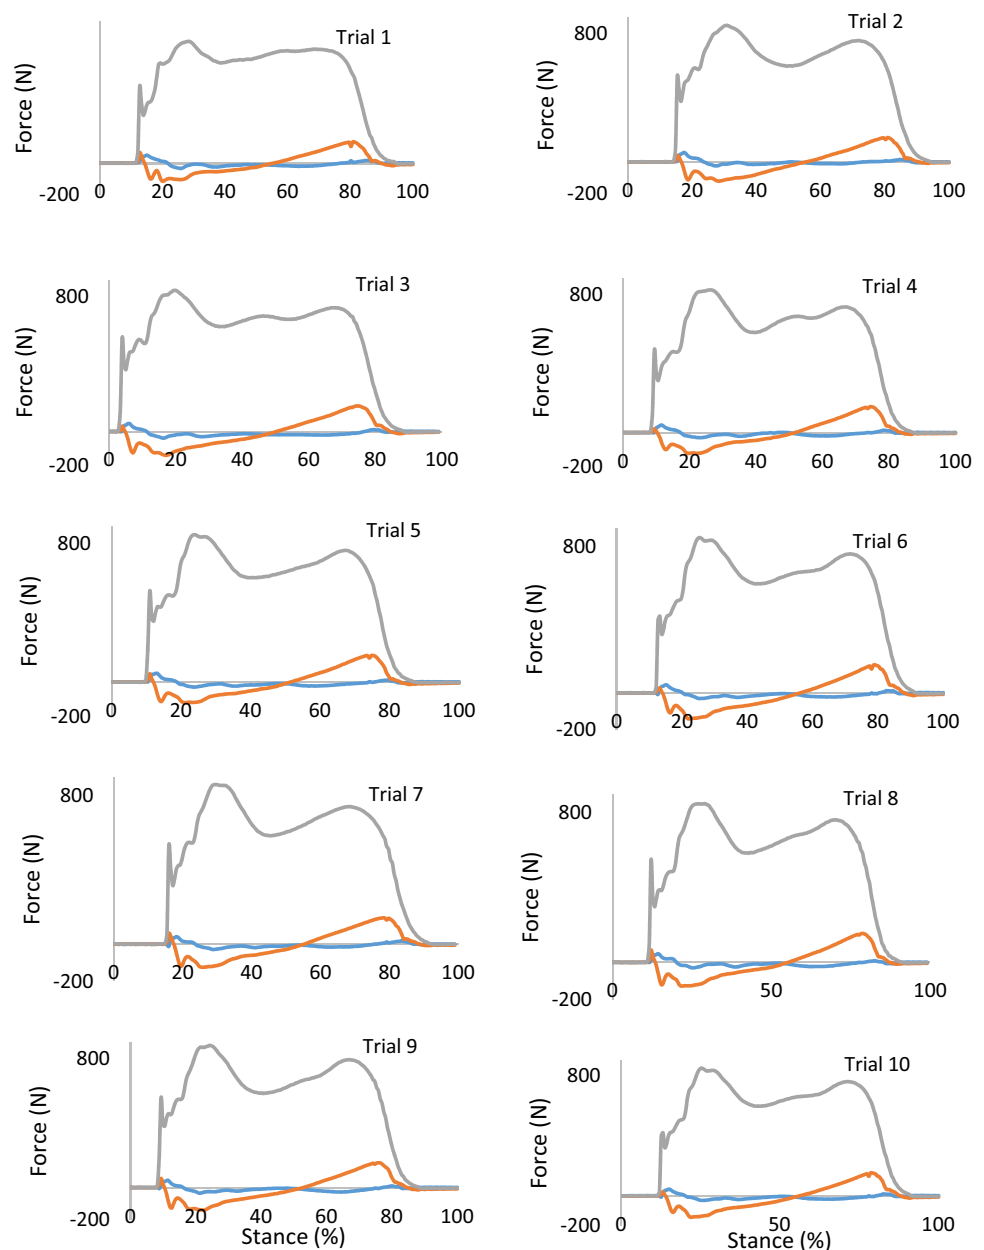 Trial 1
Force (N)
-200
0 20 40 60 80 100
Trial 2
Force (N)
800
-200
0 20 40 60 80 100
Trial 3
Force (N)
800
-200
0 20 40 60 80 100
Trial 4
Force (N)
800
-200
0 20 40 60 80 100
Trial 5
Force (N)
800
-200
0 20 40 60 80 100
Trial 6
Force (N)
800
-200
0 20 40 60 80 100
Trial 7
Force (N)
800
-200
0 20 40 60 80 100
Trial 8
Force (N)
800
-200
0 50 100
Trial 9
Force (N)
800
-200
0 20 40 60 80 100
Stance (%)
Trial 10
Force (N)
800
-200
0 50 100
Stance (%)